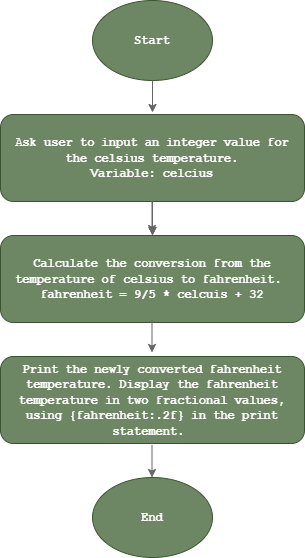 Start
Ask user to input an integer value for
the celsius temperature.
Variable: celcius
Calculate the conversion from the
temperature of celsius to fahrenheit.
fahrenheit = 9/5 * celcuis + 32
Print the newly converted fahrenheit
temperature. Display the fahrenheit
temperature in two fractional values,
using {fahrenheit:.2f} in the print
statement.
End